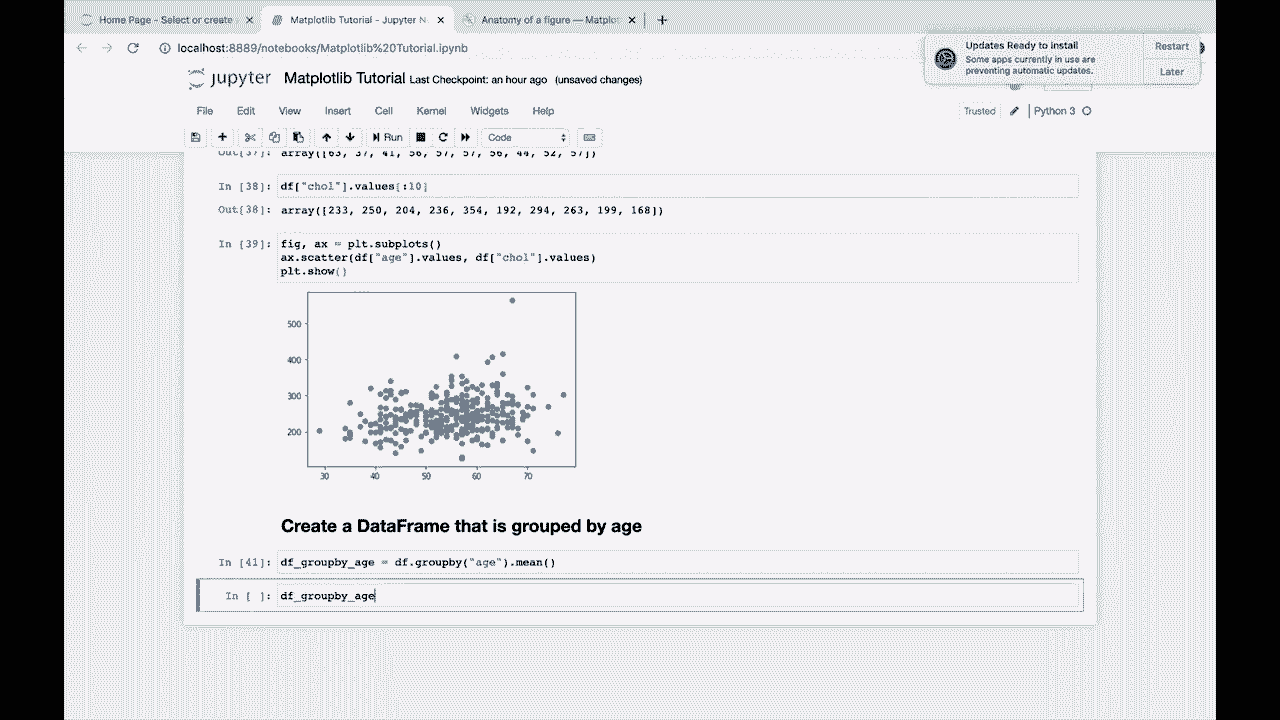 Home Page - Select or create
Matplotlib Tutorial - Jupyter N
Anatomy of a figure — Matplot
localhost:8889/notebooks/Matplotlib%20Tutorial.ipynb
Updates Ready to Install
Some apps currently in use are
preventing automatic updates.
Restart
Later
jupyter Matplotlib Tutorial Last Checkpoint: an hour ago (unsaved changes)
File Edit View Insert Cell Kernel Widgets Help
Trusted Python 3
Run Code
Out[37]: array([63, 37, 41, 56, 57, 57, 56, 44, 52, 57])
In [38]: df["chol"].values[:10]
Out[38]: array([233, 250, 204, 236, 354, 192, 294, 263, 199, 168])
In [39]: fig, ax = plt.subplots()
ax.scatter(df["age"].values, df["chol"].values)
plt.show()
500
400
300
200
30 40 50 60 70
Create a DataFrame that is grouped by age
In [41]: df_groupby_age = df.groupby("age").mean()
In [ ]: df_groupby_age